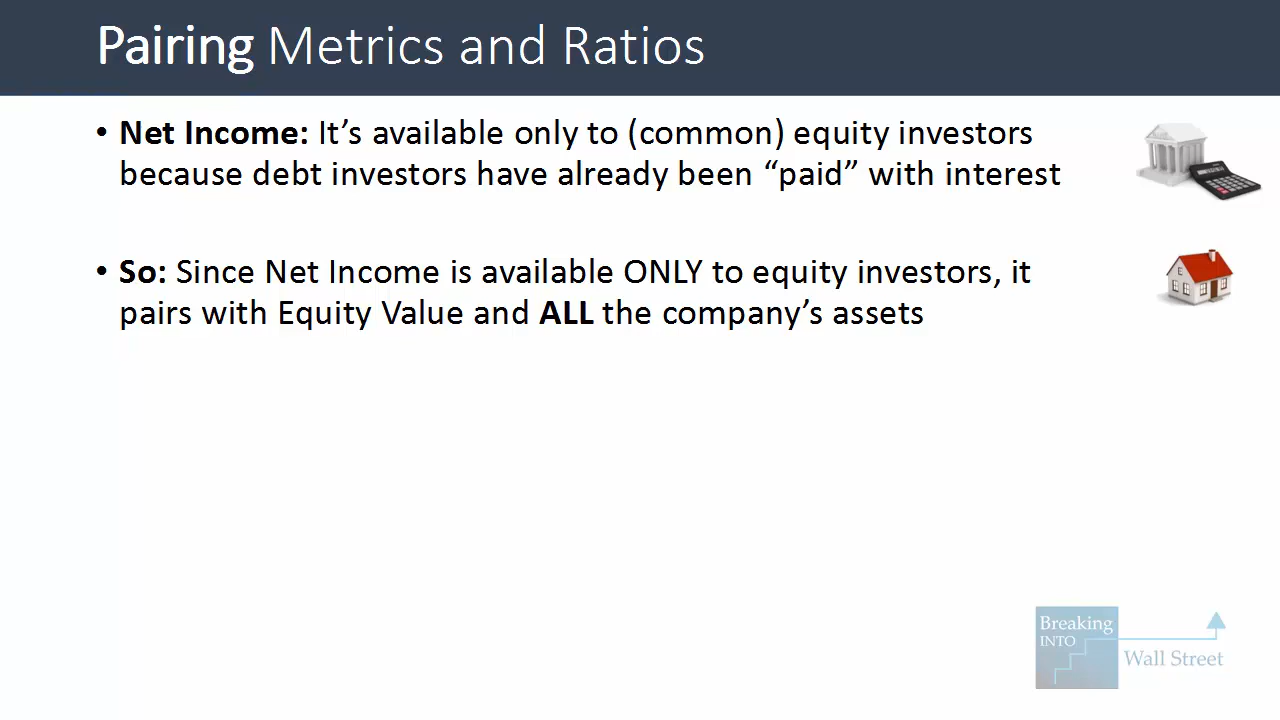 Pairing Metrics and Ratios
• Net Income: It’s available only to (common) equity investors
because debt investors have already been “paid” with interest
• So: Since Net Income is available ONLY to equity investors, it
pairs with Equity Value and ALL the company’s assets
Breaking
INTO
Wall Street